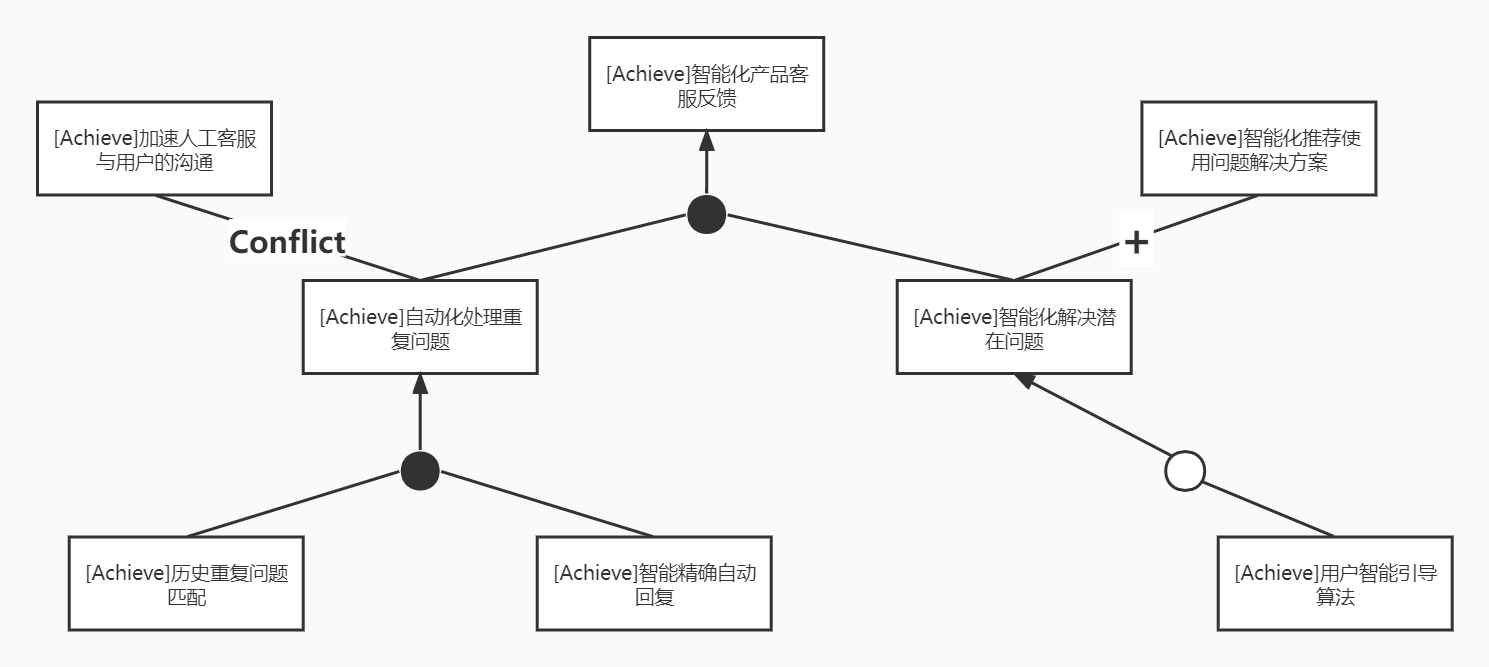 [Achieve]智能化产品客
服反馈
[Achieve]加速人工客服
与用户的沟通
[Achieve]智能化推荐使
用问题解决方案
Conflict
+
[Achieve]自动化处理重
复问题
[Achieve]智能化解决潜
在问题
[Achieve]历史重复问题
匹配
[Achieve]智能精确自动
回复
[Achieve]用户智能引导
算法